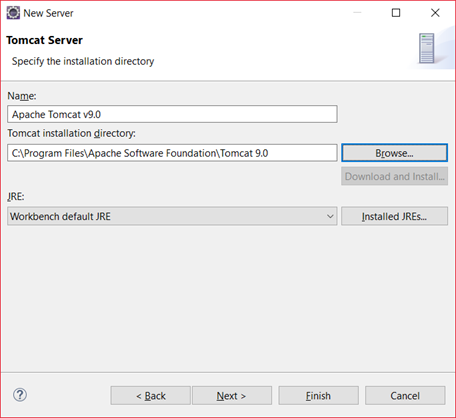 New Server
Tomcat Server
Specify the installation directory
Name:
Apache Tomcat v9.0
Tomcat installation directory:
C:\Program Files\Apache Software Foundation\Tomcat 9.0
Browse...
Download and Install...
JRE:
Workbench default JRE
Installed JREs...
?
< Back
Next >
Finish
Cancel